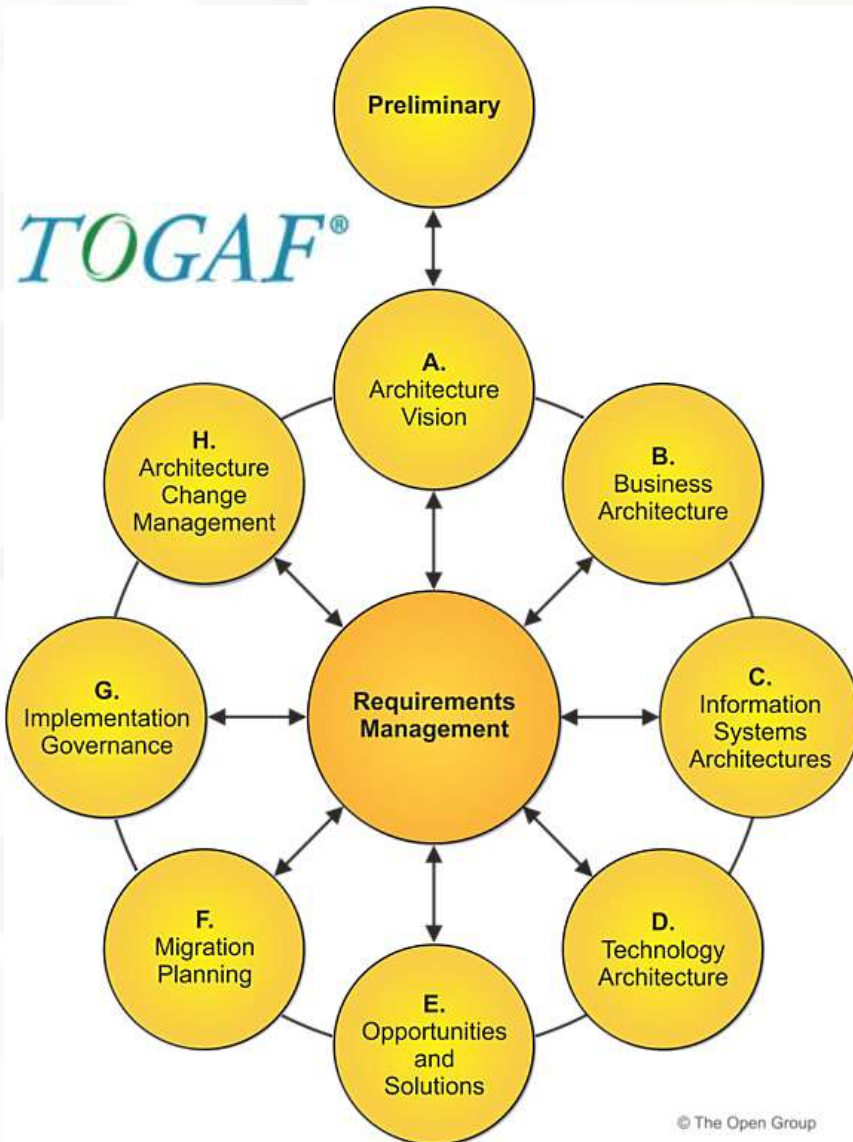 Preliminary
TOGAF®
A.
Architecture
Vision
H.
Architecture
Change
Management
B.
Business
Architecture
G.
Implementation
Governance
Requirements
Management
C.
Information
Systems
Architectures
F.
Migration
Planning
D.
Technology
Architecture
E.
Opportunities
and
Solutions
© The Open Group